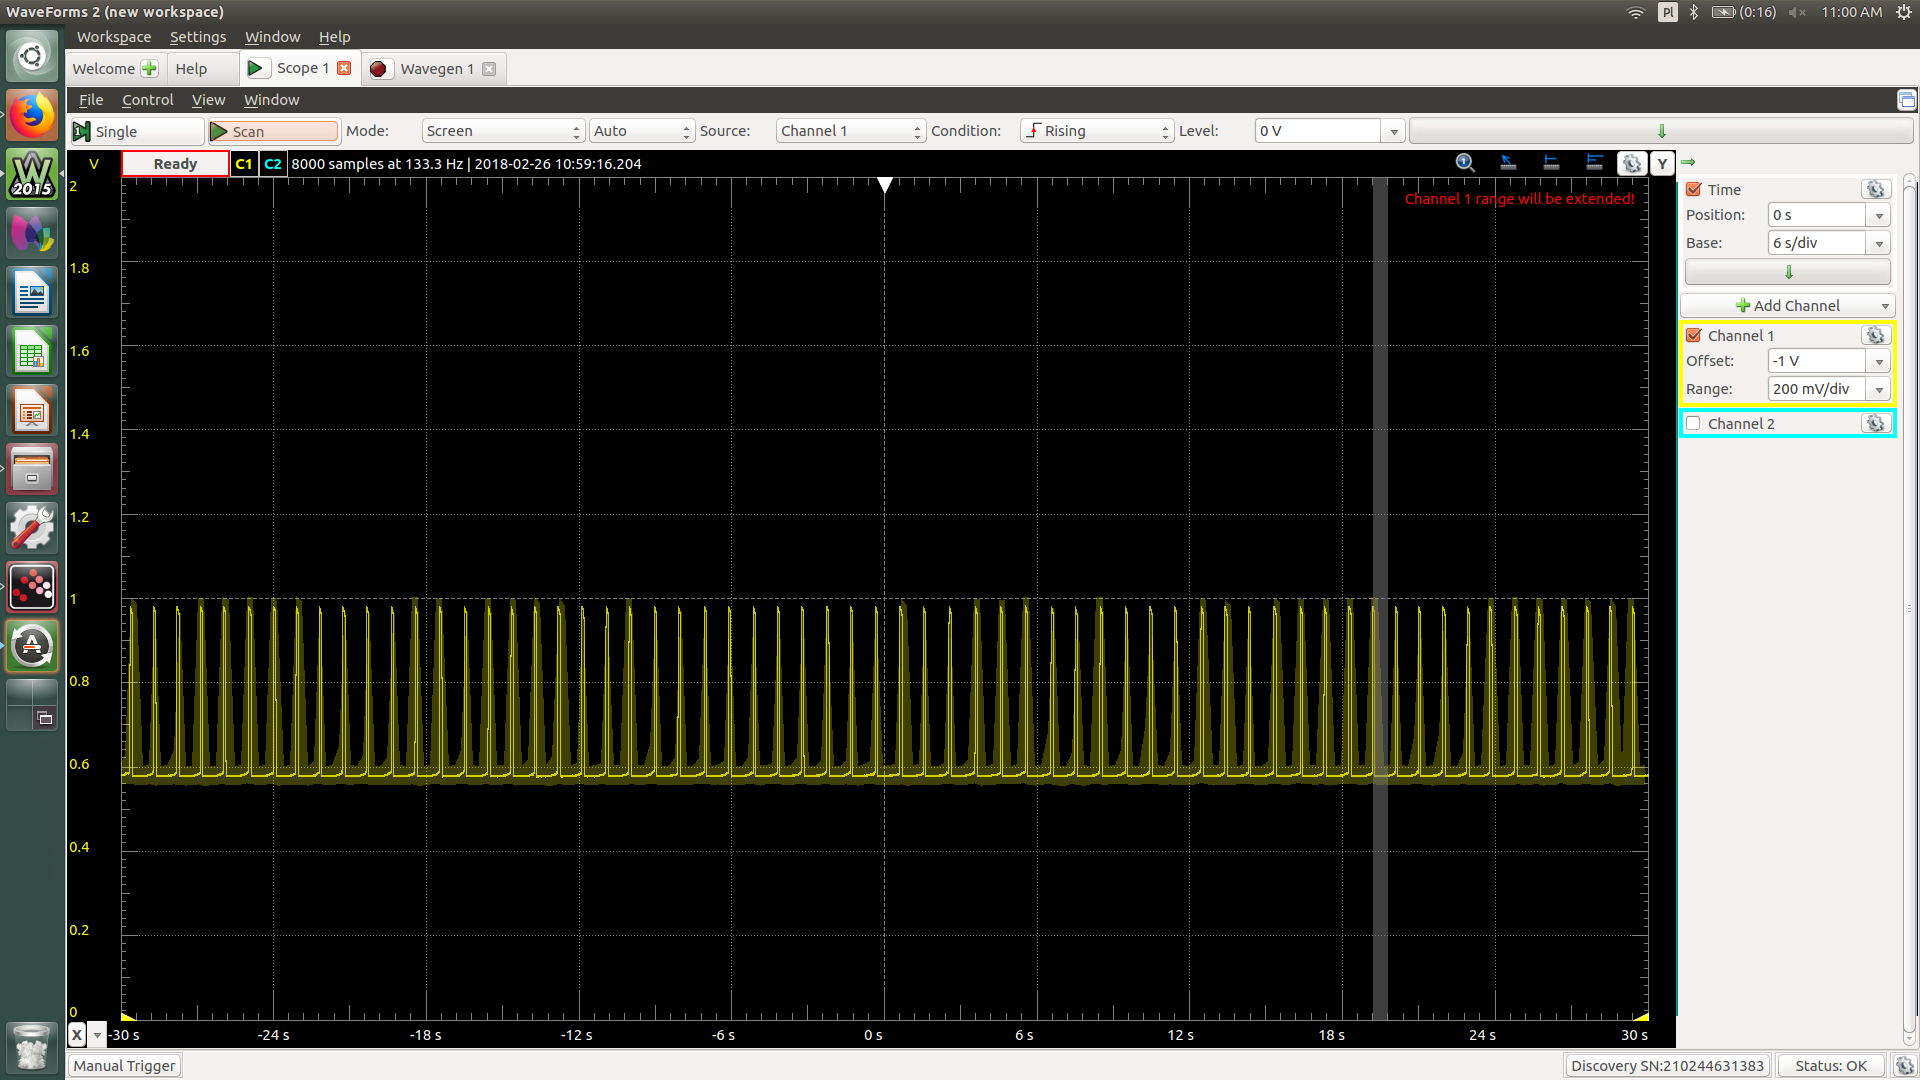 WaveForms 2 (new workspace)
Pl (0:16) 11:00 AM
Workspace Settings Window Help
Welcome Help Scope 1 Wavegen 1
File Control View Window
1 Single Scan Mode: Screen Auto Source: Channel 1 Condition: Rising Level: 0 V
V Ready C1 C2 8000 samples at 133.3 Hz | 2018-02-26 10:59:16.204 Y
W 2015
Channel 1 range will be extended!
2
1.8
1.6
1.4
1.2
1
0.8
0.6
0.4
0.2
0
X -30 s -24 s -18 s -12 s -6 s 0 s 6 s 12 s 18 s 24 s 30 s
Time
Position: 0 s
Base: 6 s/div
Add Channel
Channel 1
Offset: -1 V
Range: 200 mV/div
Channel 2
A
Manual Trigger Discovery SN:210244631383 Status: OK